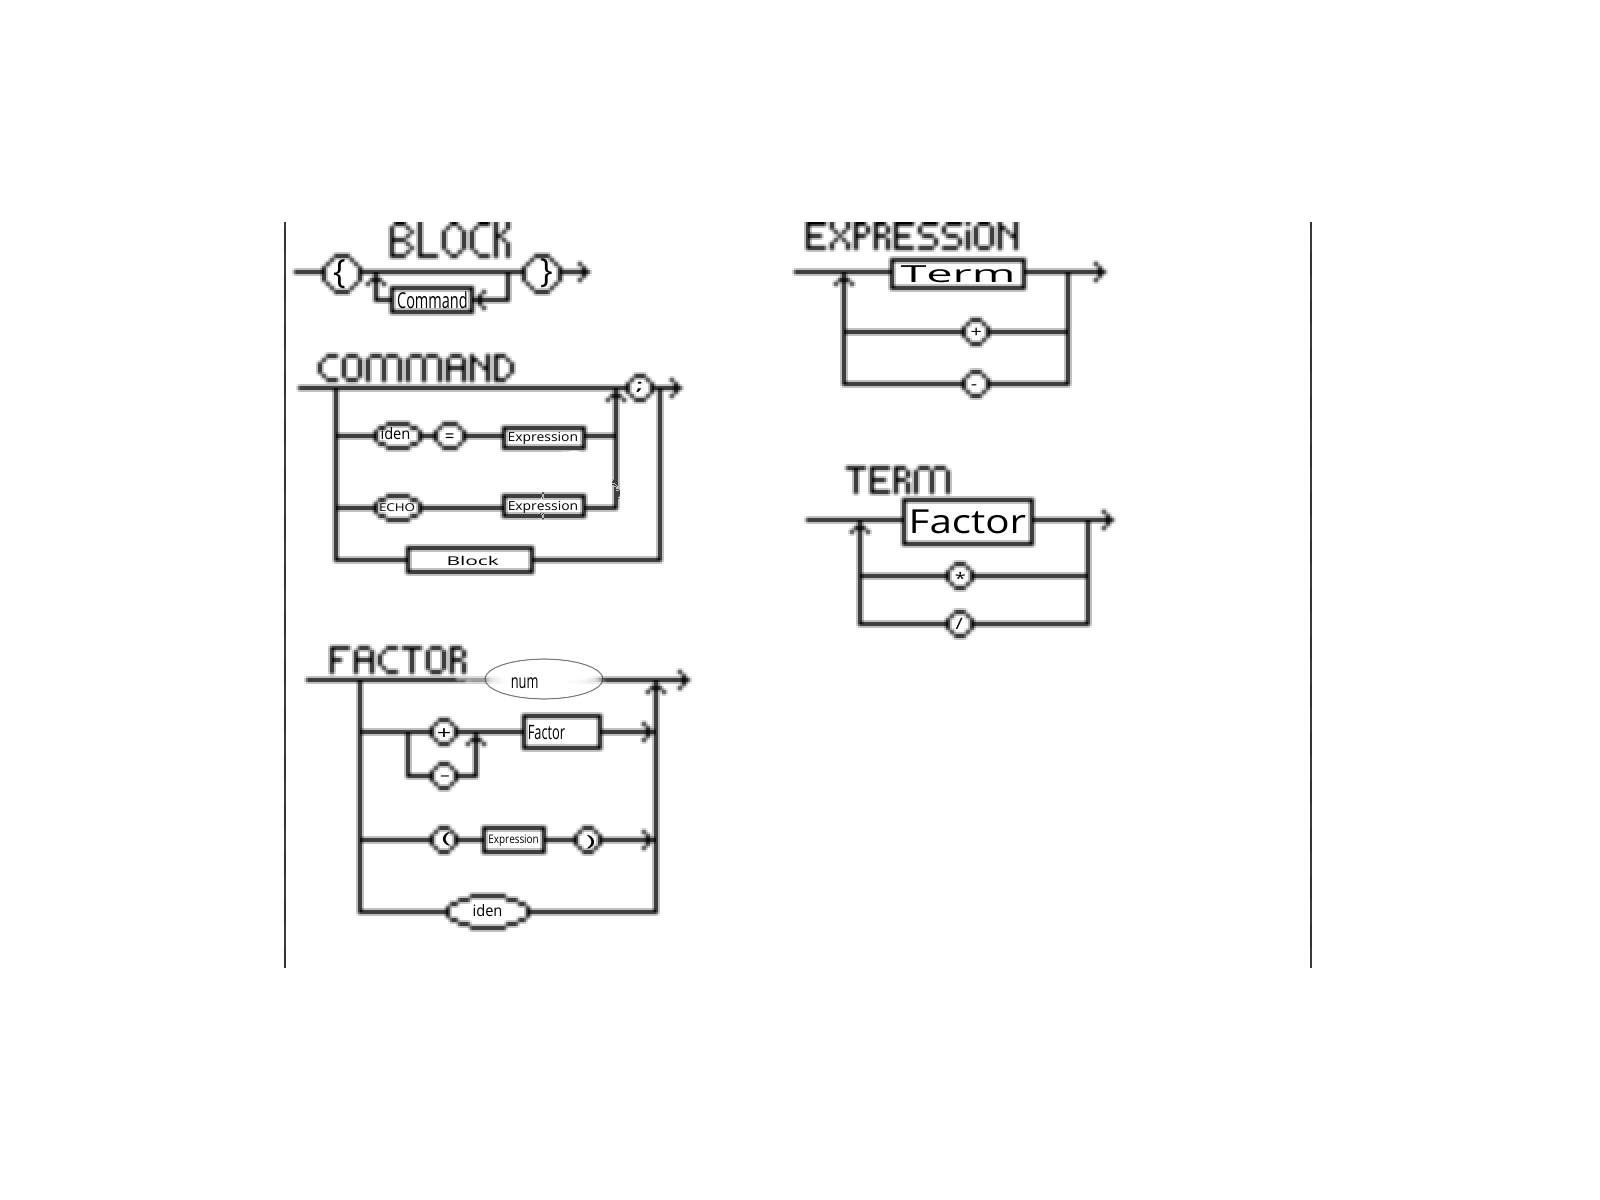 BLOCK
{ }
Command
COMMAND
;
iden = Expression
ECHO Expression
Block
FACTOR
num
+ Factor
-
( Expression )
iden
EXPRESSiON
Term
+
-
TERM
Factor
*
/